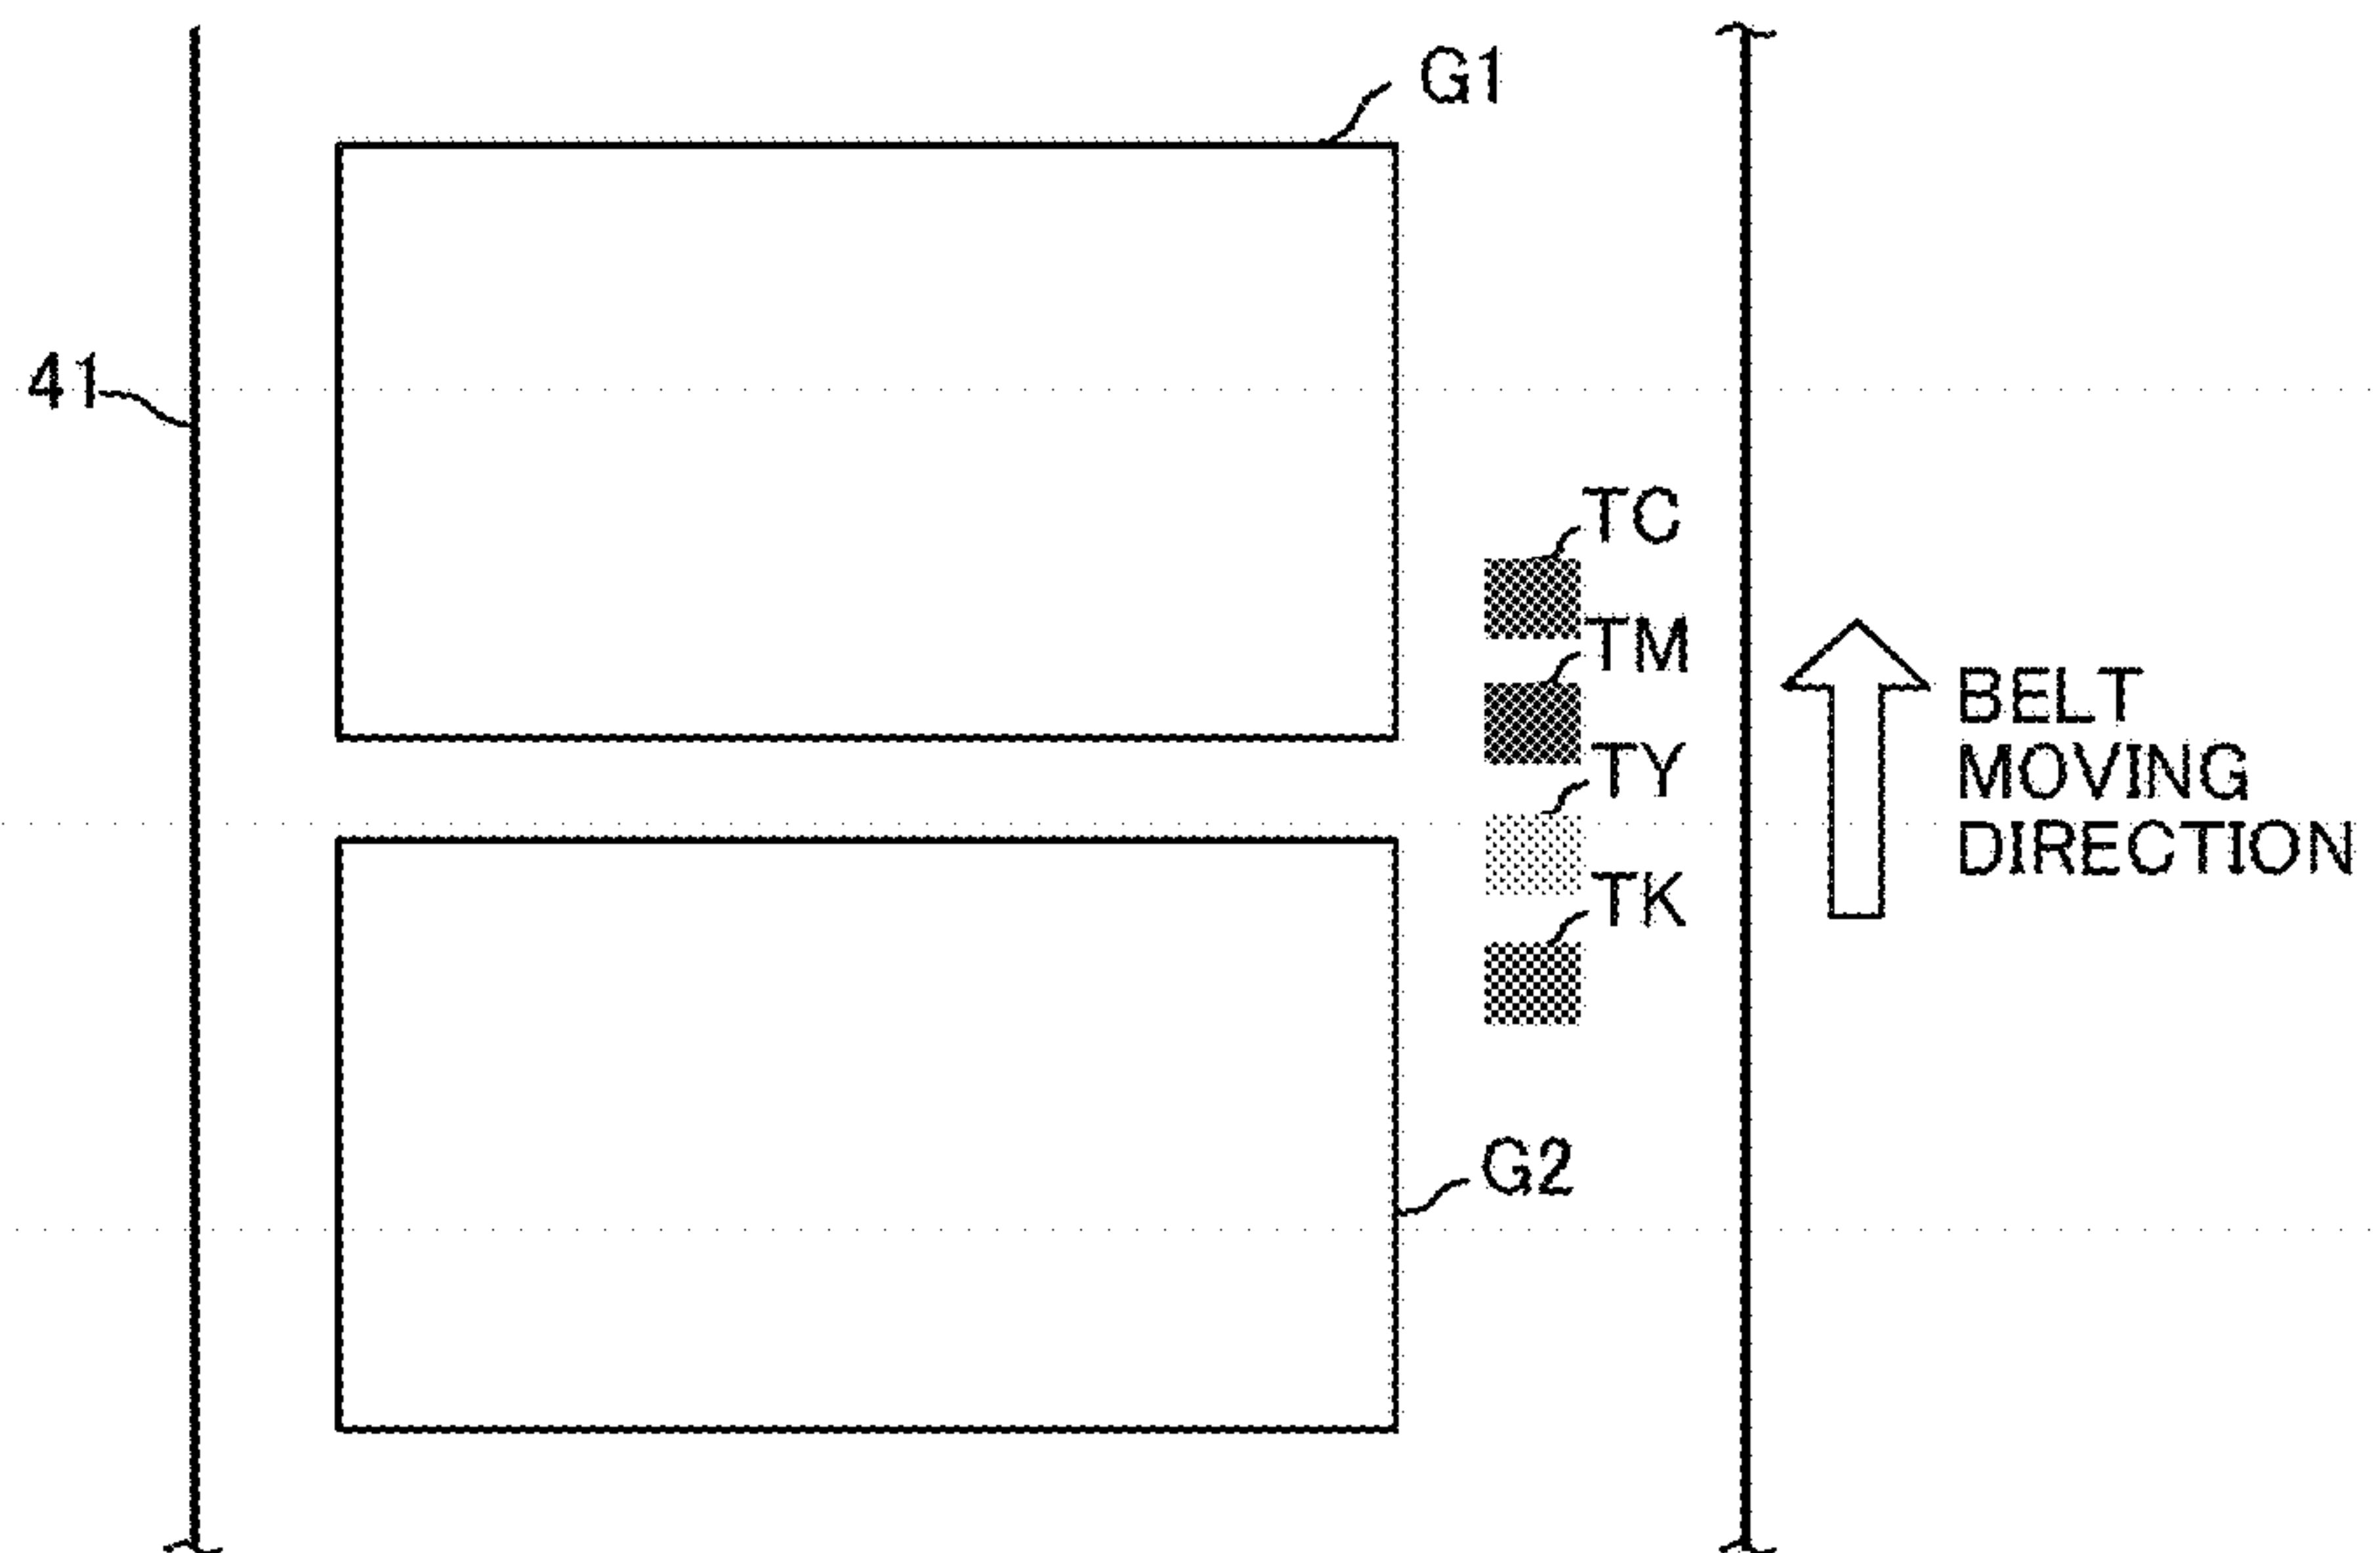 G1
41
TC
TM
TY
TK
BELT
MOVING
DIRECTION
G2